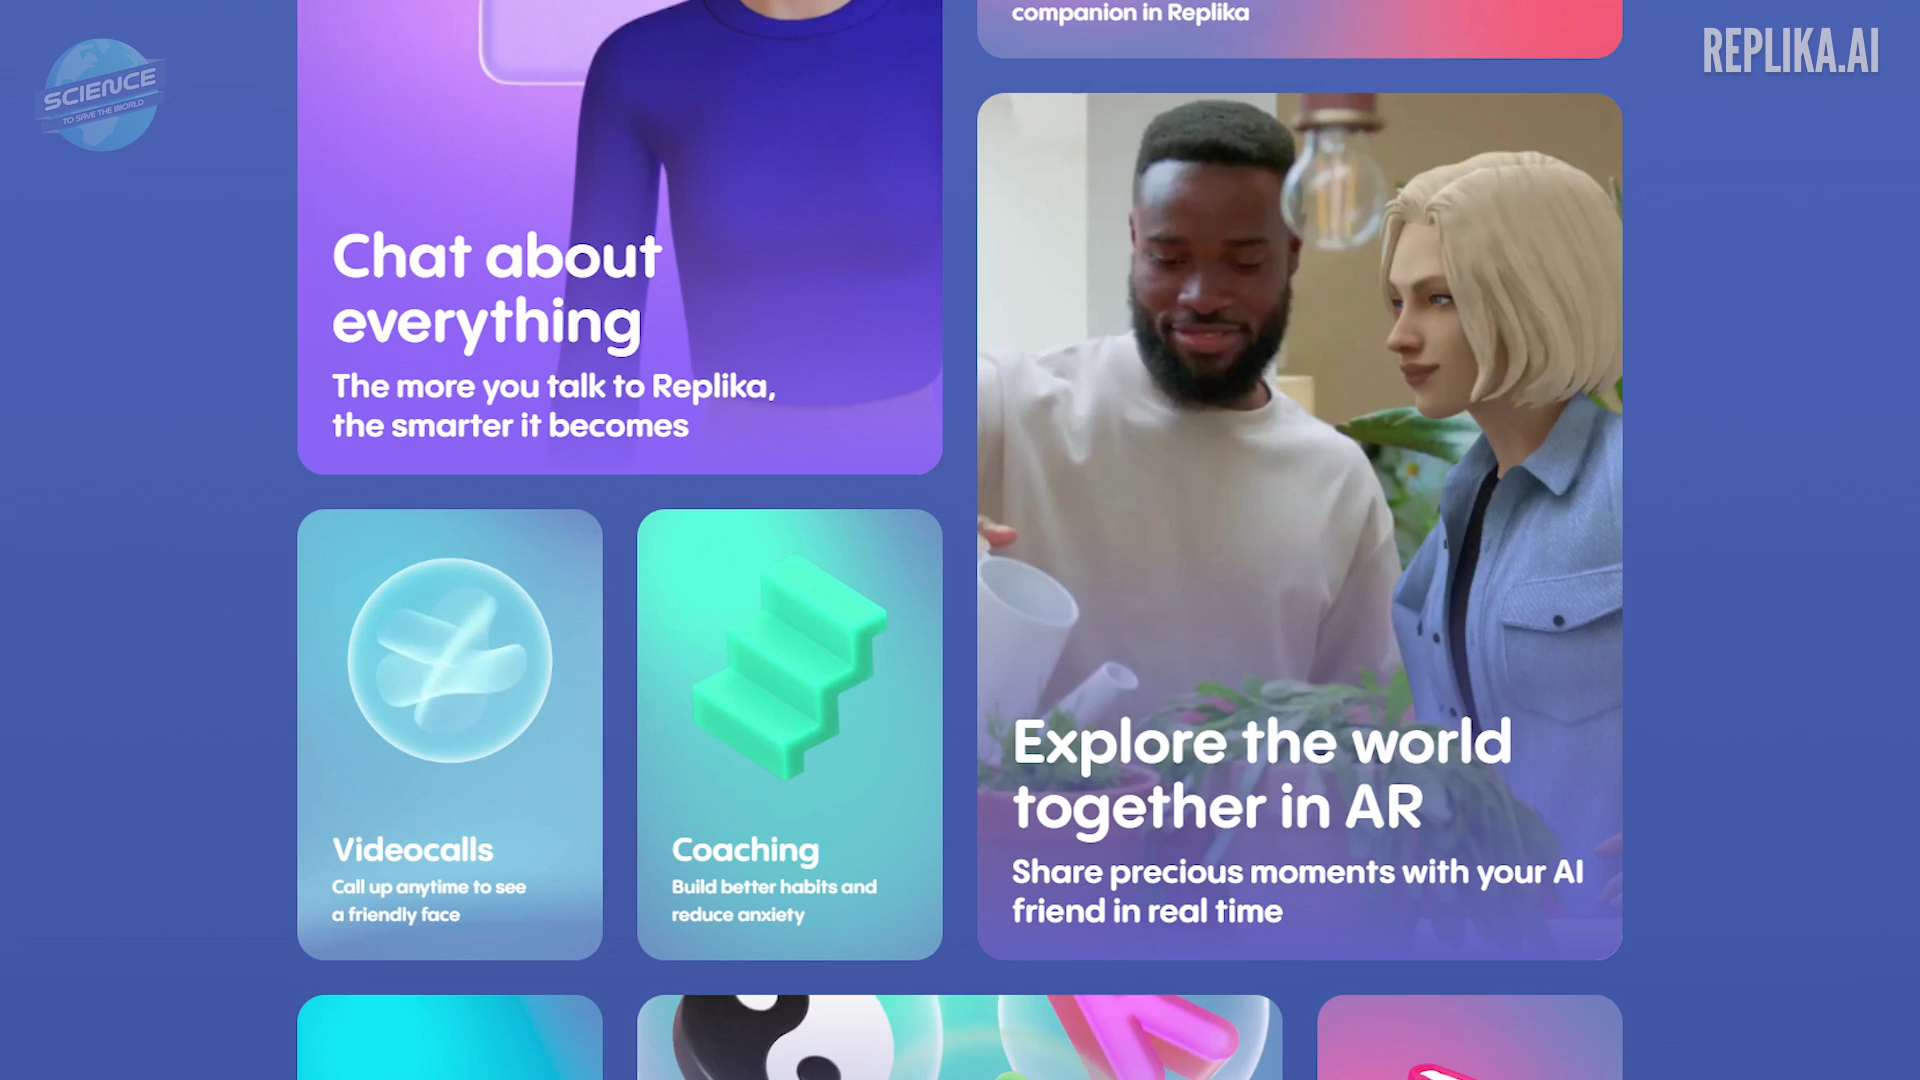 companion in Replika
REPLIKA.AI
SCIENCE
TO SAVE THE WORLD
Chat about
everything
The more you talk to Replika,
the smarter it becomes
Videocalls
Call up anytime to see
a friendly face
Coaching
Build better habits and
reduce anxiety
Explore the world
together in AR
Share precious moments with your AI
friend in real time